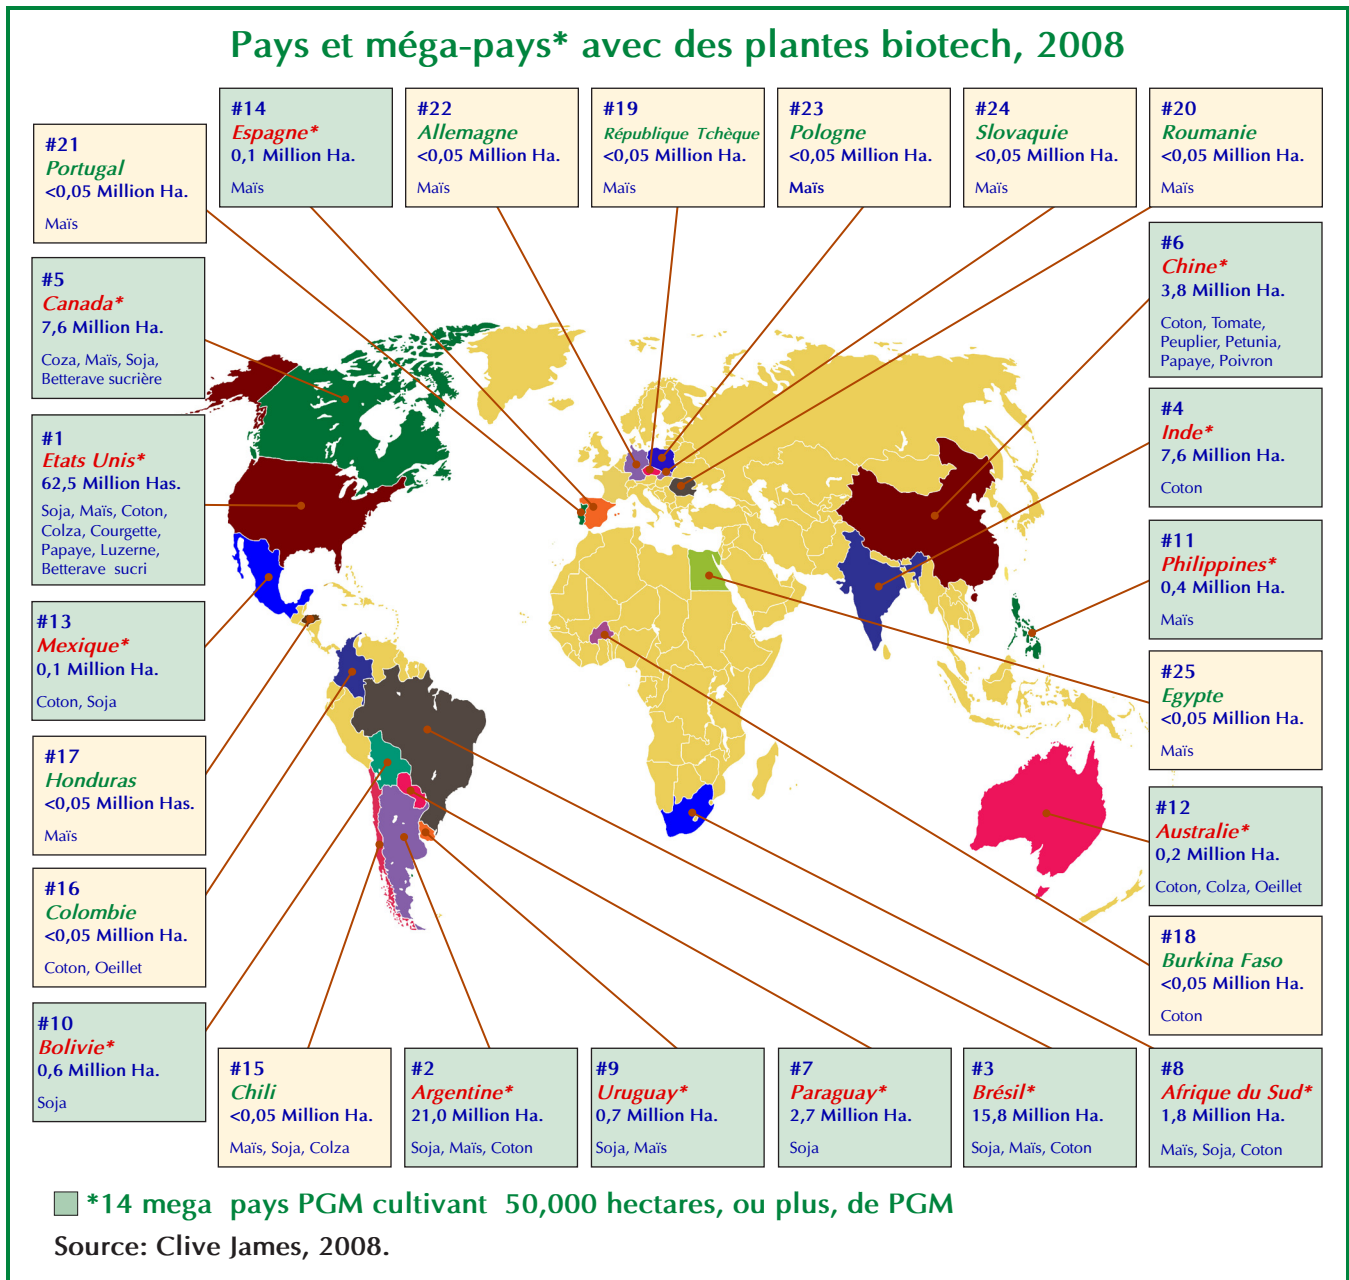 Pays et méga-pays* avec des plantes biotech, 2008
#14
Espagne*
0,1 Million Ha.
Maïs
#22
Allemagne
<0,05 Million Ha.
Maïs
#19
République Tchèque
<0,05 Million Ha.
Maïs
#23
Pologne
<0,05 Million Ha.
Maïs
#24
Slovaquie
<0,05 Million Ha.
Maïs
#20
Roumanie
<0,05 Million Ha.
Maïs
#21
Portugal
<0,05 Million Ha.
Maïs
#5
Canada*
7,6 Million Ha.
Coza, Maïs, Soja,
Betterave sucrière
#1
Etats Unis*
62,5 Million Has.
Soja, Maïs, Coton,
Colza, Courgette,
Papaye, Luzerne,
Betterave sucri
#13
Mexique*
0,1 Million Ha.
Coton, Soja
#17
Honduras
<0,05 Million Has.
Maïs
#16
Colombie
<0,05 Million Ha.
Coton, Oeillet
#10
Bolivie*
0,6 Million Ha.
Soja
#6
Chine*
3,8 Million Ha.
Coton, Tomate,
Peuplier, Petunia,
Papaye, Poivron
#4
Inde*
7,6 Million Ha.
Coton
#11
Philippines*
0,4 Million Ha.
Maïs
#25
Egypte
<0,05 Million Ha.
Maïs
#12
Australie*
0,2 Million Ha.
Coton, Colza, Oeillet
#18
Burkina Faso
<0,05 Million Ha.
Coton
#15
Chili
<0,05 Million Ha.
Maïs, Soja, Colza
#2
Argentine*
21,0 Million Ha.
Soja, Maïs, Coton
#9
Uruguay*
0,7 Million Ha.
Soja, Maïs
#7
Paraguay*
2,7 Million Ha.
Soja
#3
Brésil*
15,8 Million Ha.
Soja, Maïs, Coton
#8
Afrique du Sud*
1,8 Million Ha.
Maïs, Soja, Coton
*14 mega pays PGM cultivant 50,000 hectares, ou plus, de PGM
Source: Clive James, 2008.